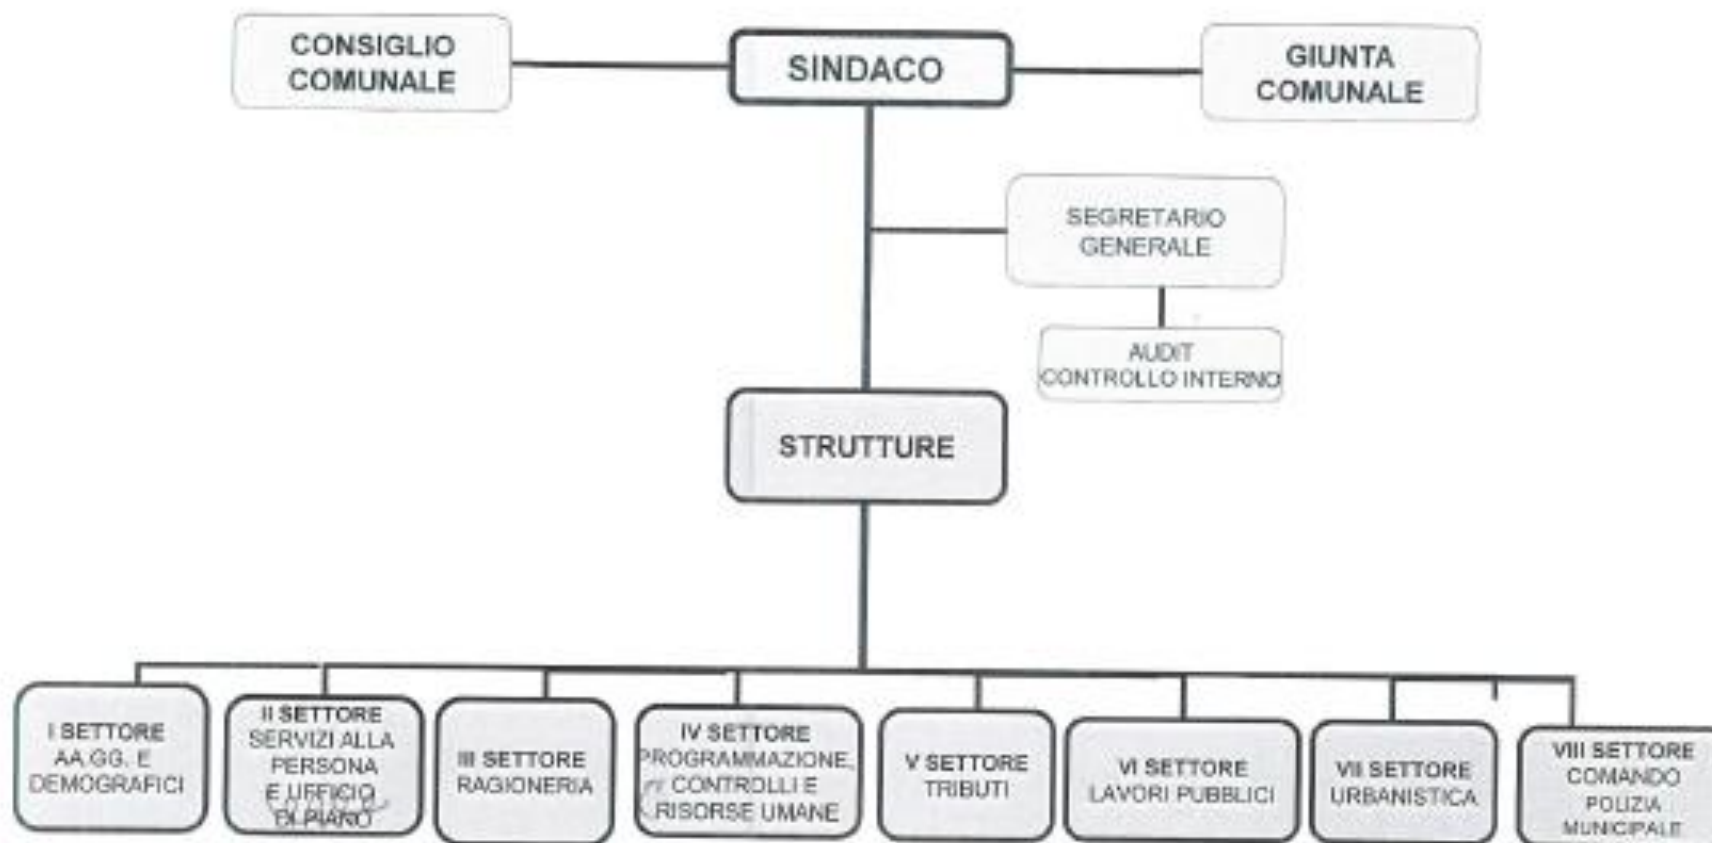 CONSIGLIO
COMUNALE
SINDACO
GIUNTA
COMUNALE
SEGRETARIO
GENERALE
AUDIT
CONTROLLO INTERNO
STRUTTURE
I SETTORE
AA.GG. E
DEMOGRAFICI
II SETTORE
SERVIZI ALLA
PERSONA
E UFFICIO
DI PIANO
III SETTORE
RAGIONERIA
IV SETTORE
PROGRAMMAZIONE,
CONTROLLI E
RISORSE UMANE
V SETTORE
TRIBUTI
VI SETTORE
LAVORI PUBBLICI
VII SETTORE
URBANISTICA
VIII SETTORE
COMANDO
POLIZIA
MUNICIPALE